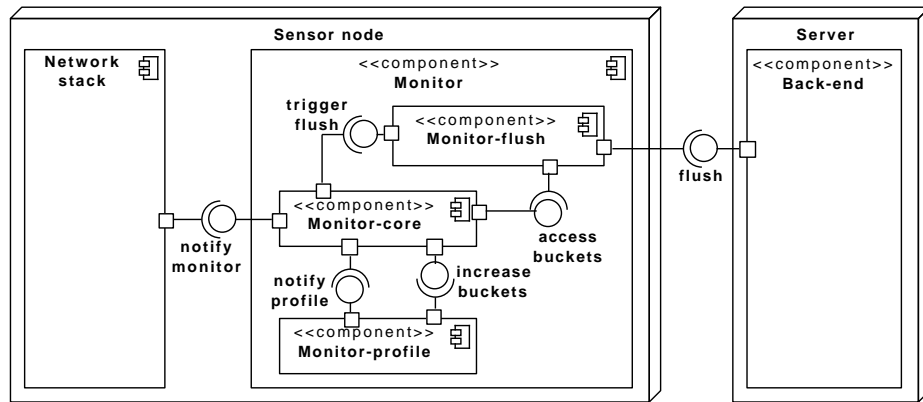 Sensor node
Server
Network
stack
<<component>>
Monitor
<<component>>
Back-end
trigger
flush
<<component>>
Monitor-flush
flush
<<component>>
Monitor-core
notify
monitor
access
buckets
notify
profile
increase
buckets
<<component>>
Monitor-profile